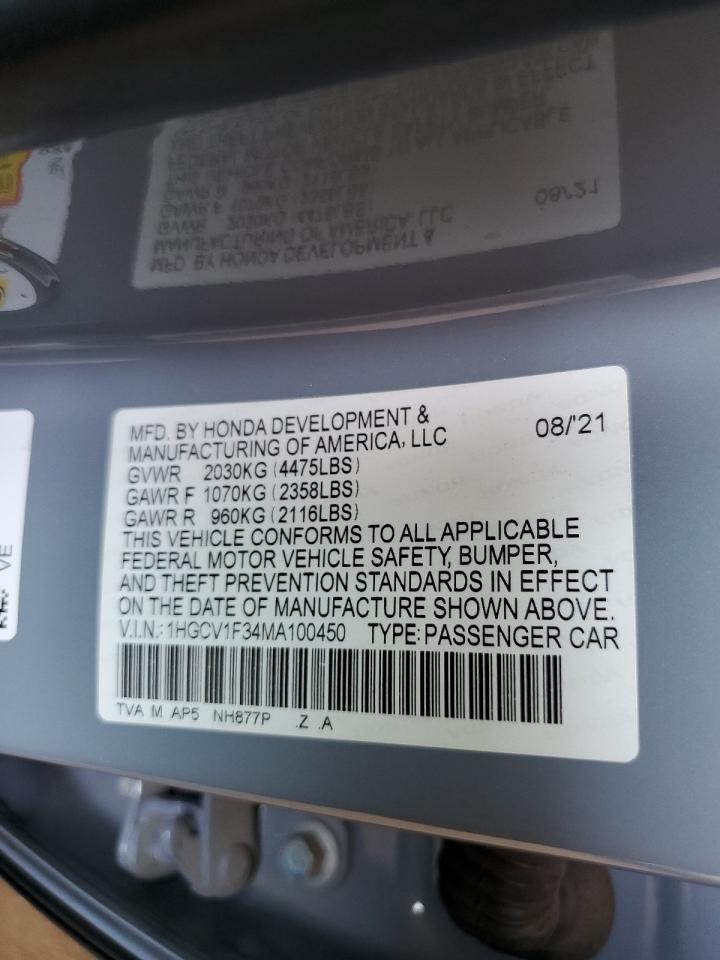 MFD. BY HONDA DEVELOPMENT &
MANUFACTURING OF AMERICA, LLC 08/'21
GVWR 2030KG (4475LBS)
GAWR F 1070KG (2358LBS)
GAWR R 960KG (2116LBS)
THIS VEHICLE CONFORMS TO ALL APPLICABLE
FEDERAL MOTOR VEHICLE SAFETY, BUMPER,
AND THEFT PREVENTION STANDARDS IN EFFECT
ON THE DATE OF MANUFACTURE SHOWN ABOVE.
V.I.N.: 1HGCV1F34MA100450 TYPE: PASSENGER CAR
TVA M AP5 NH877P .Z .A
VE